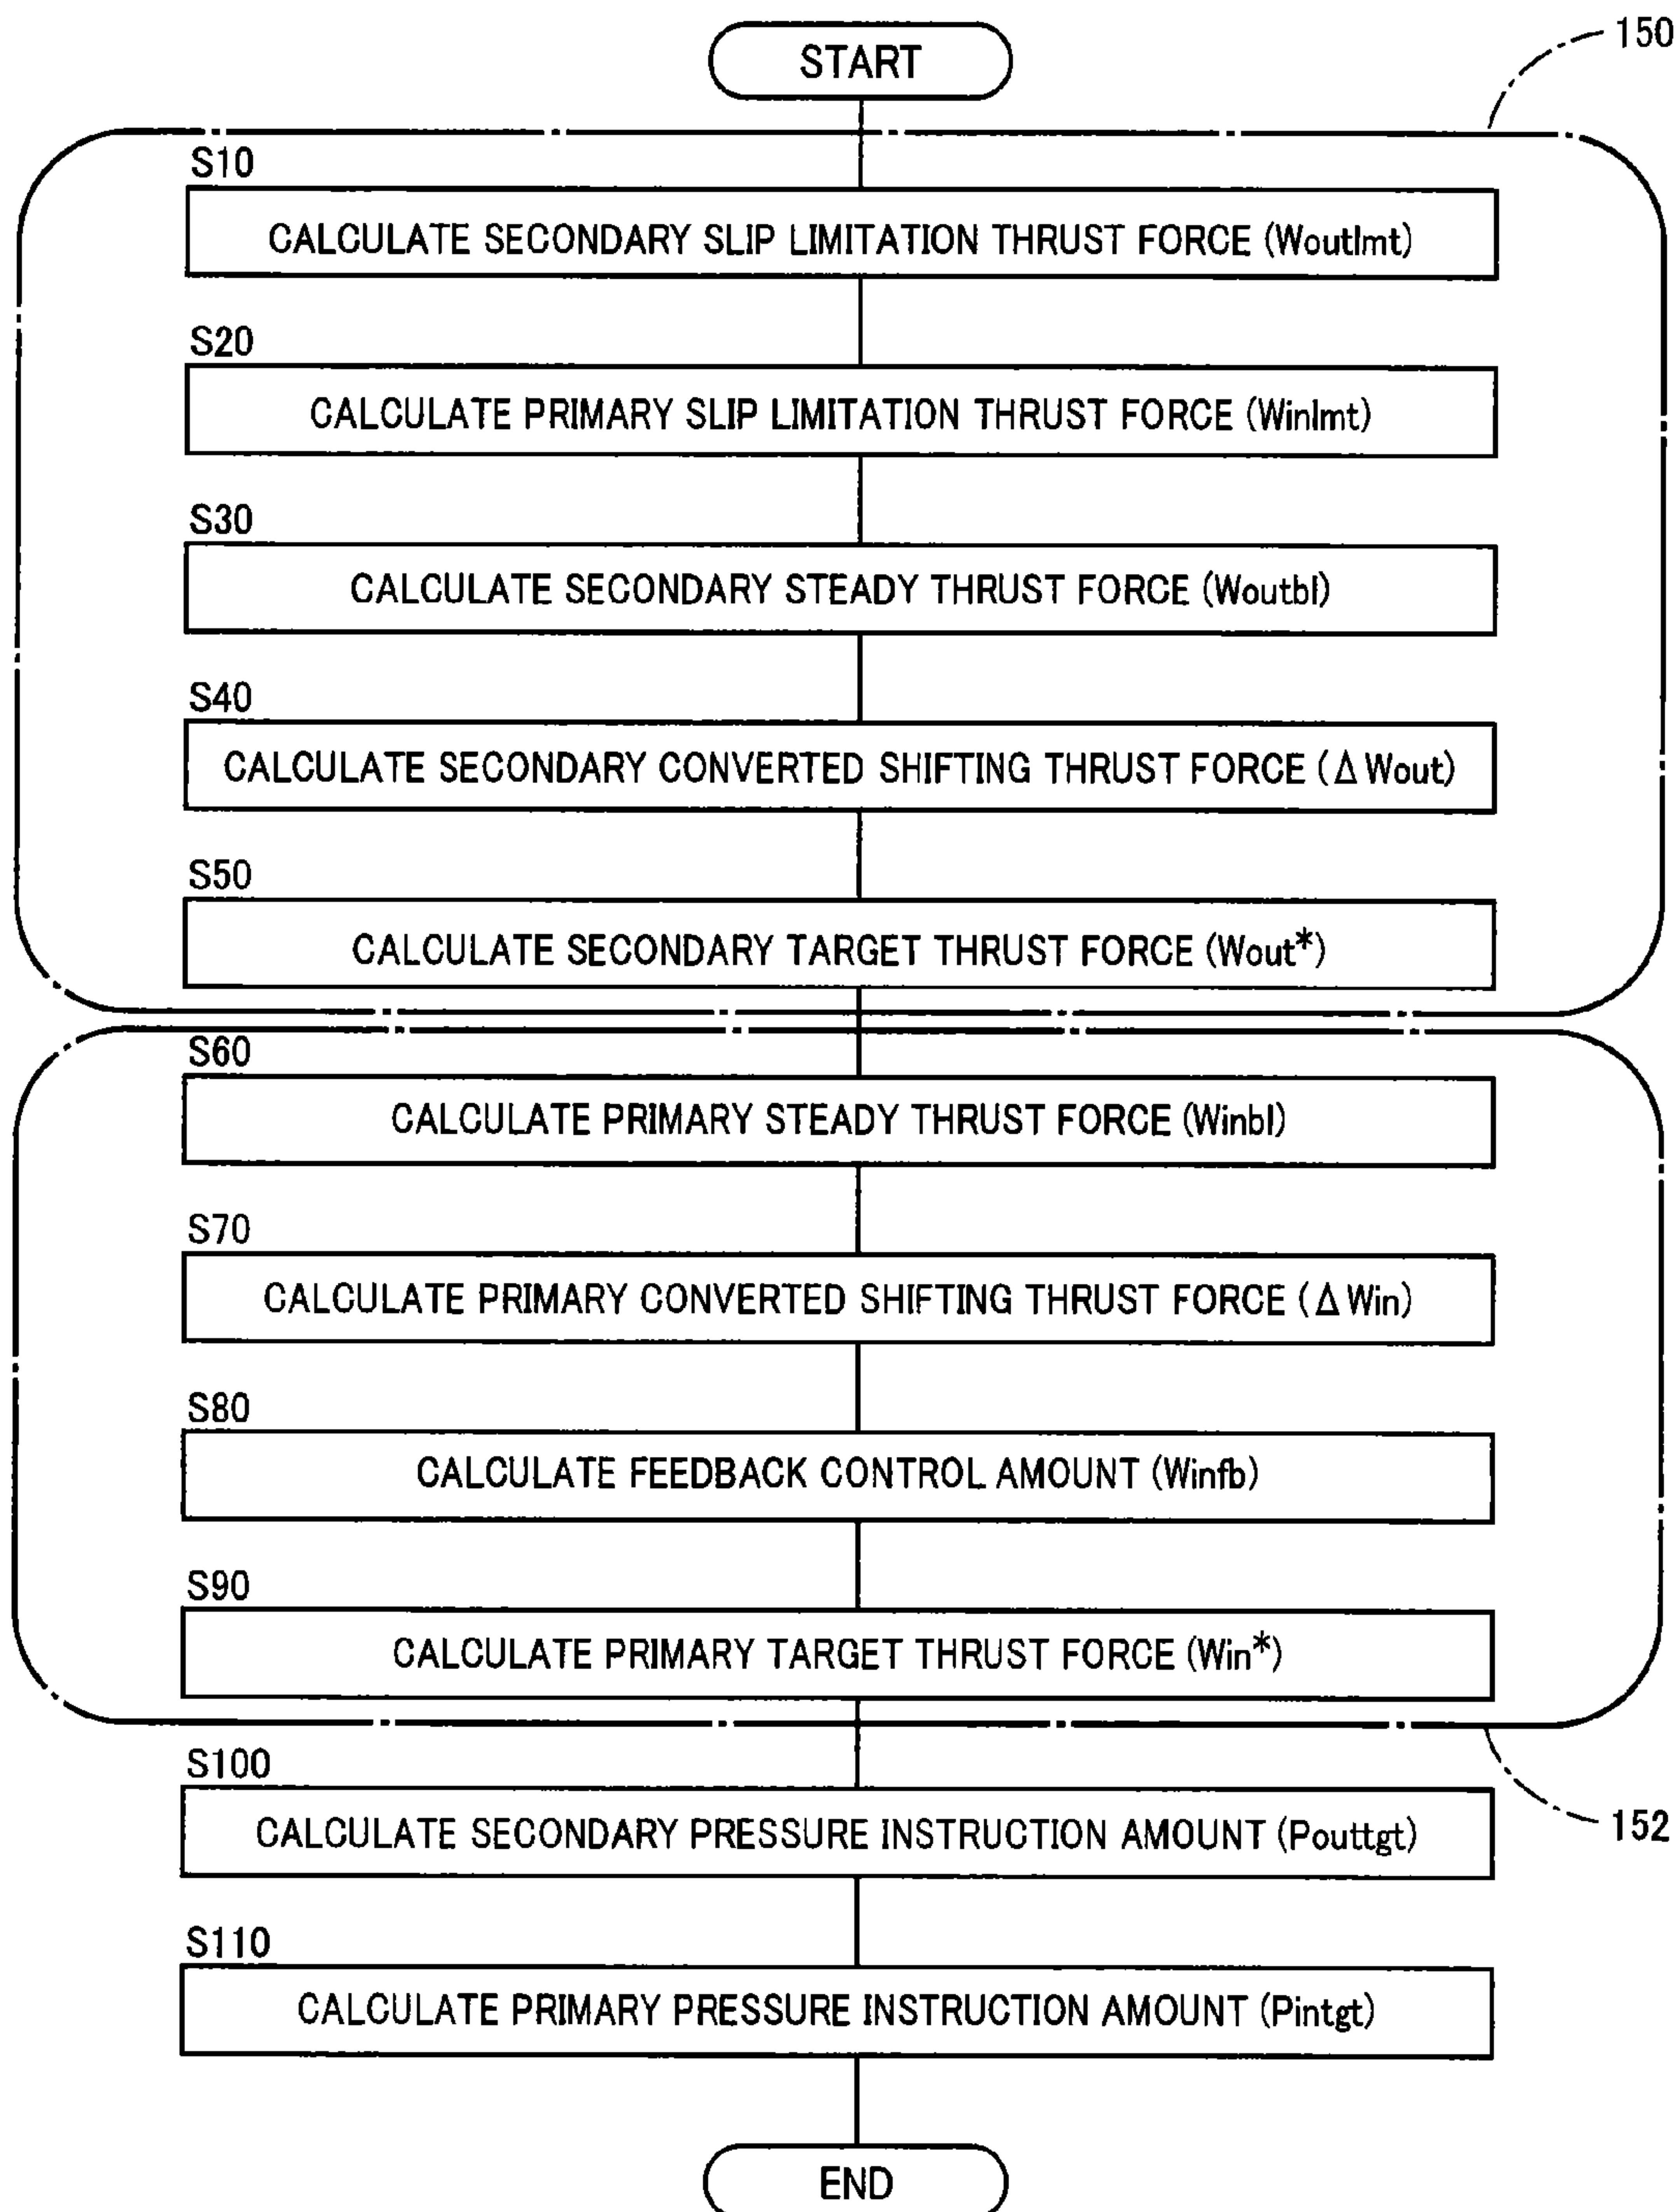 START
150
S10
CALCULATE SECONDARY SLIP LIMITATION THRUST FORCE (Woutlmt)
S20
CALCULATE PRIMARY SLIP LIMITATION THRUST FORCE (Winlmt)
S30
CALCULATE SECONDARY STEADY THRUST FORCE (Woutbl)
S40
CALCULATE SECONDARY CONVERTED SHIFTING THRUST FORCE (Δ Wout)
S50
CALCULATE SECONDARY TARGET THRUST FORCE (Wout*)
S60
CALCULATE PRIMARY STEADY THRUST FORCE (Winbl)
S70
CALCULATE PRIMARY CONVERTED SHIFTING THRUST FORCE (Δ Win)
S80
CALCULATE FEEDBACK CONTROL AMOUNT (Winfb)
S90
CALCULATE PRIMARY TARGET THRUST FORCE (Win*)
S100
CALCULATE SECONDARY PRESSURE INSTRUCTION AMOUNT (Pouttgt)
152
S110
CALCULATE PRIMARY PRESSURE INSTRUCTION AMOUNT (Pintgt)
END